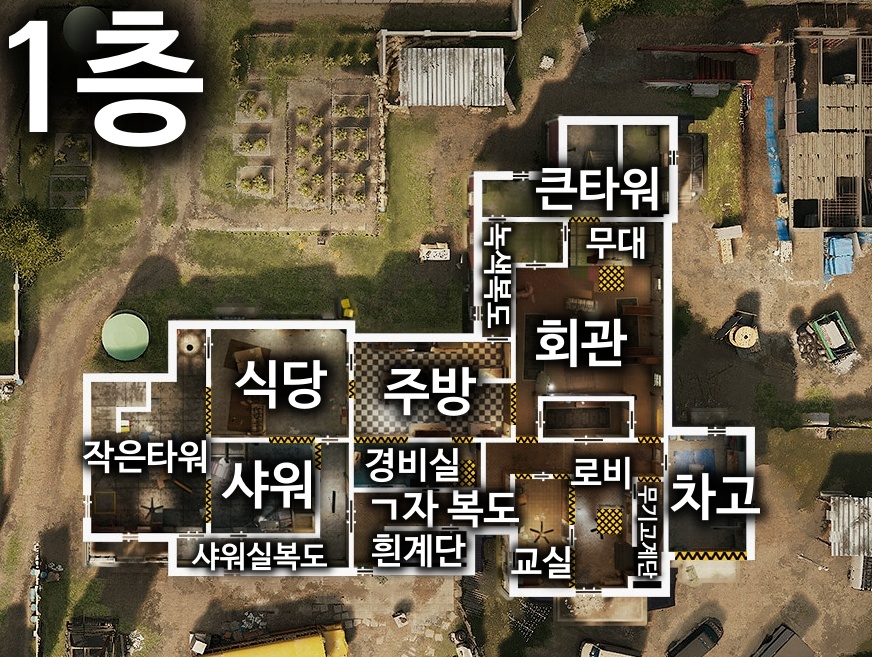 1층
큰타워
무대
녹색복도
회관
식당
주방
작은타워
샤워
경비실
로비
ㄱ자 복도
무기고계단
차고
샤워실복도
흰계단
교실